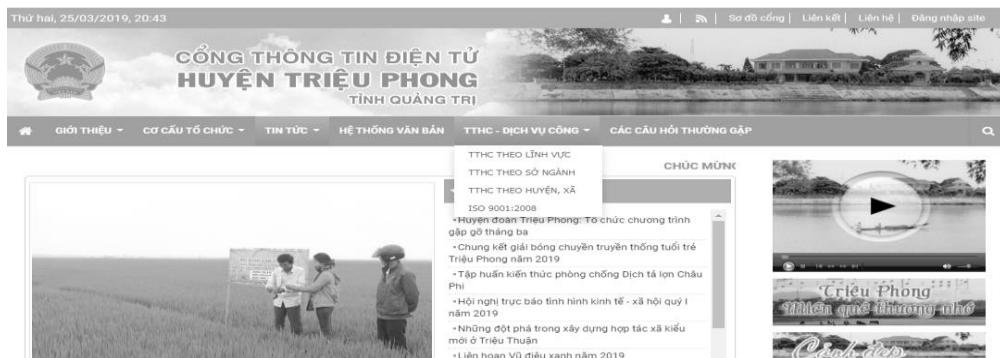 Thứ hai, 25/03/2019, 20:43
Sơ đồ cổng | Liên kết | Liên hệ | Đăng nhập site
CỔNG THÔNG TIN ĐIỆN TỬ
HUYỆN TRIỆU PHONG
TỈNH QUẢNG TRỊ
GIỚI THIỆU CƠ CẤU TỔ CHỨC TIN TỨC HỆ THỐNG VĂN BẢN TTHC - DỊCH VỤ CÔNG CÁC CÂU HỎI THƯỜNG GẶP
TTHC THEO LĨNH VỰC
TTHC THEO SỞ NGÀNH
TTHC THEO HUYỆN, XÃ
ISO 9001:2008
CHÚC MỪNG
Huyện đoàn Triệu Phong: Tổ chức chương trình
gặp gỡ tháng ba
Chung kết giải bóng chuyền truyền thống tuổi trẻ
Triệu Phong năm 2019
Tập huấn kiến thức phòng chống Dịch tả lợn Châu
Phi
Hội nghị trực báo tình hình kinh tế - xã hội quý I
năm 2019
Những đột phá trong xây dựng hợp tác xã kiểu
mới ở Triệu Thuận
Liên hoan Vũ điệu xanh năm 2019
Triệu Phong
Miền quê thương nhớ
Cảnh đẹp